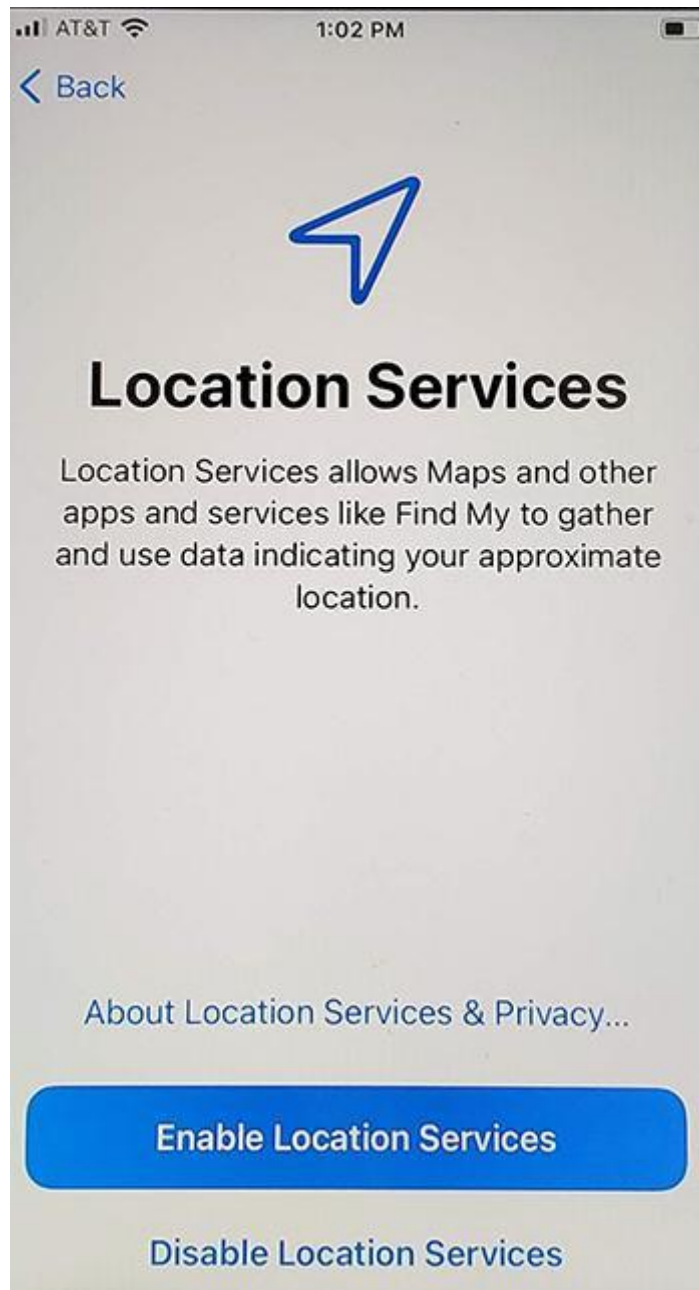 AT&T 1:02 PM
Back
Location Services
Location Services allows Maps and other
apps and services like Find My to gather
and use data indicating your approximate
location.
About Location Services & Privacy...
Enable Location Services
Disable Location Services